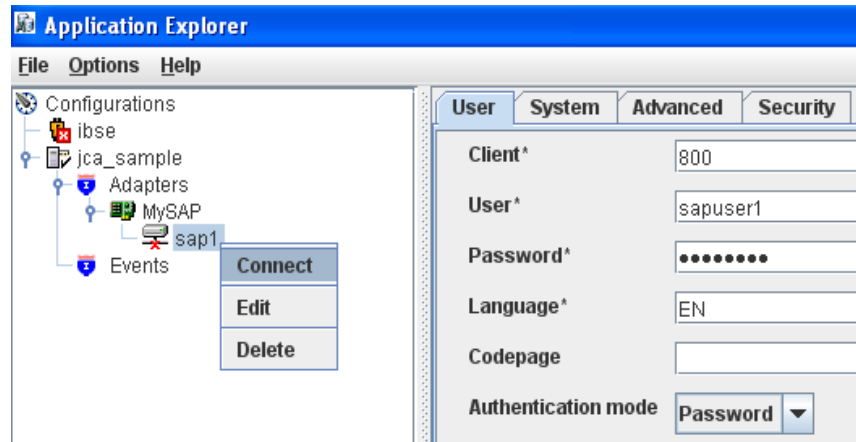 Application Explorer
File Options Help
Configurations
ibse
jca_sample
Adapters
MySAP
sap1
Events
Connect
Edit
Delete
User System Advanced Security
Client* 800
User* sapuser1
Password* ●●●●●●●●
Language* EN
Codepage
Authentication mode Password